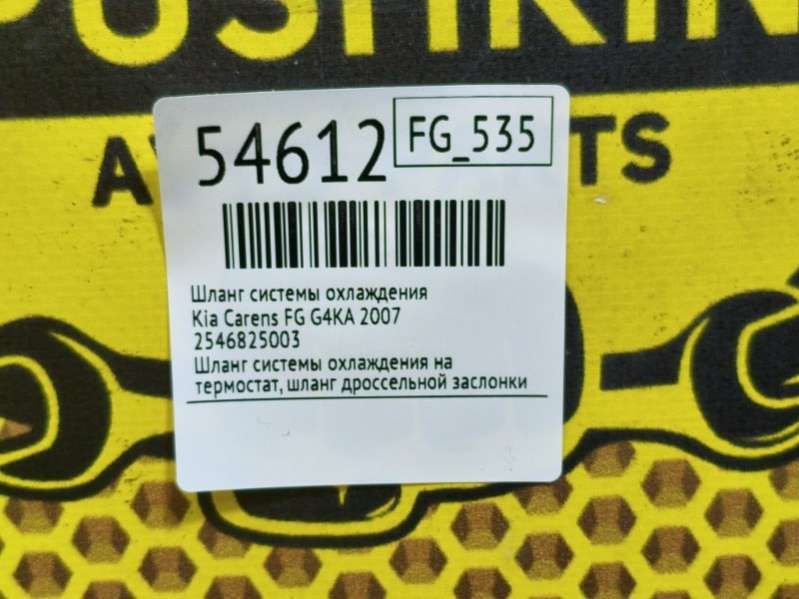 PUSHKIN
54612
FG_535
Шланг системы охлаждения
Kia Carens FG G4KA 2007
2546825003
Шланг системы охлаждения на
термостат, шланг дроссельной заслонки